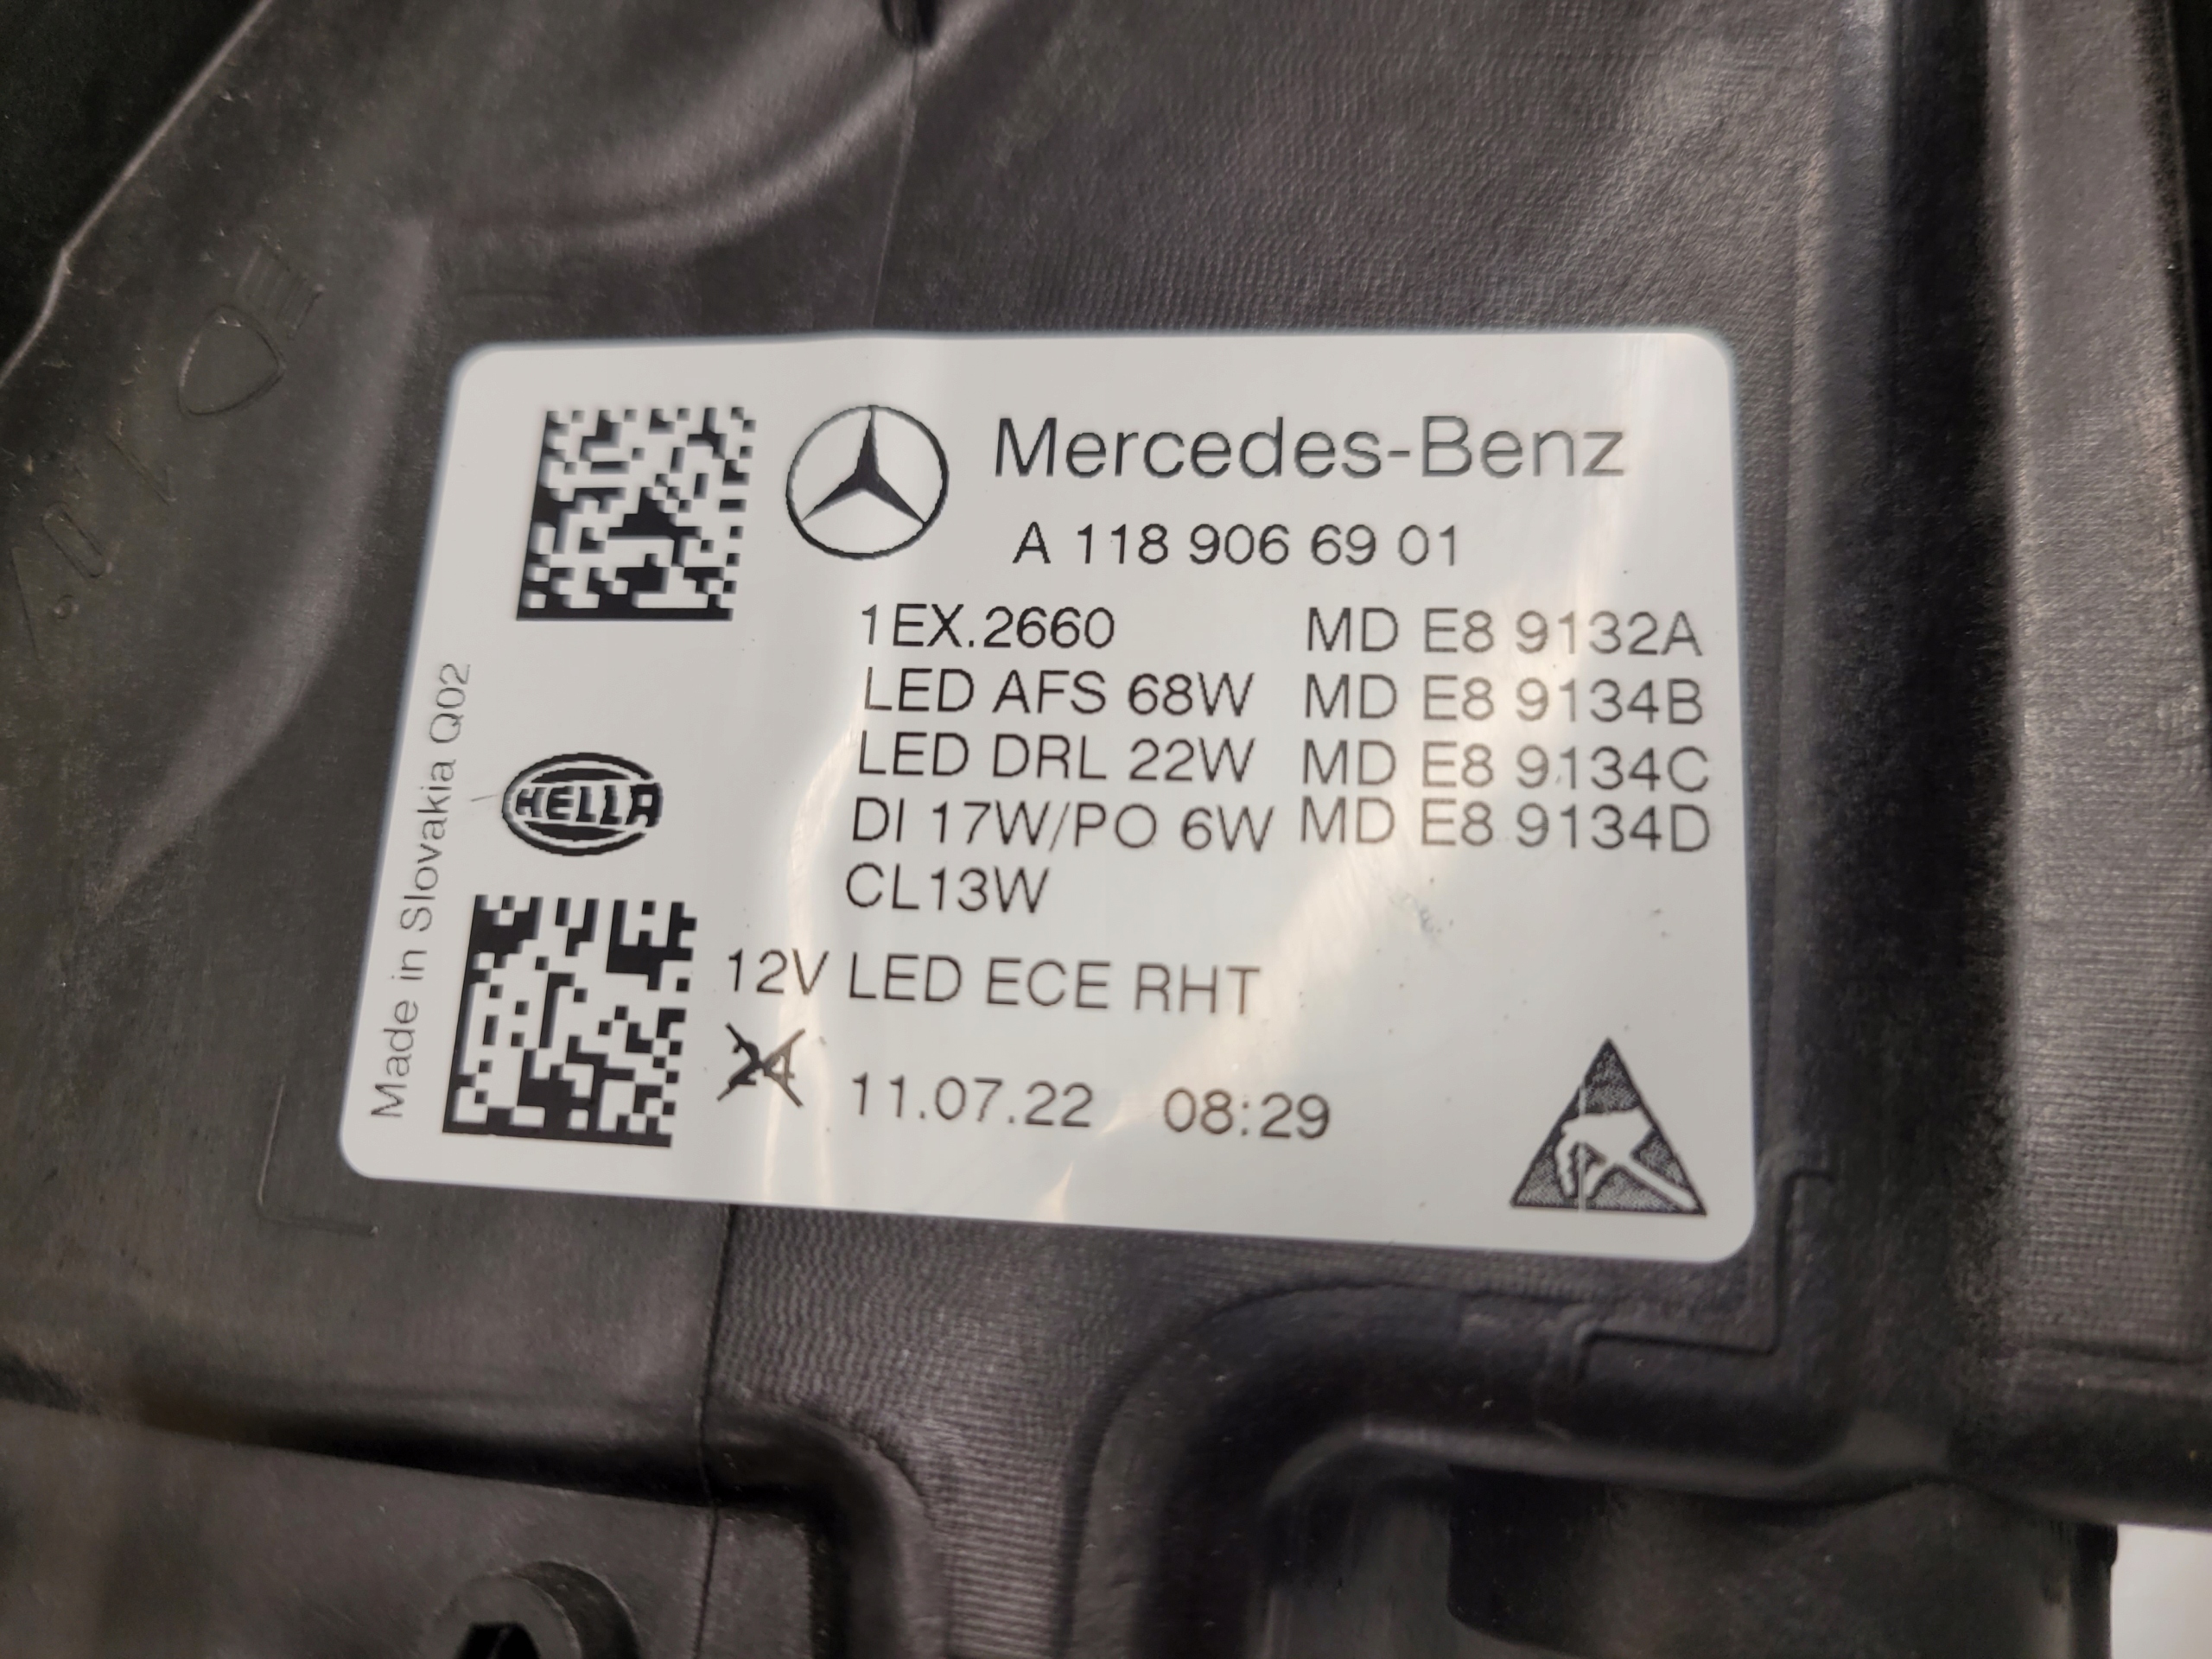 Mercedes-Benz
A 118 906 69 01
1EX.2660 MD E8 9132A
LED AFS 68W MD E8 9134B
LED DRL 22W MD E8 9134C
DI 17W/PO 6W MD E8 9134D
CL13W
HELLA
Made in Slovakia Q02
12V LED ECE RHT
24 11.07.22 08:29